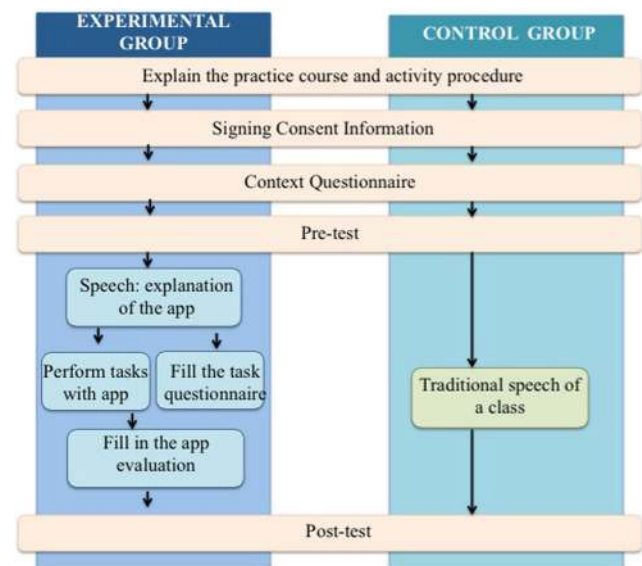 EXPERIMENTAL
GROUP
CONTROL GROUP
Explain the practice course and activity procedure
Signing Consent Information
Context Questionnaire
Pre-test
Speech: explanation
of the app
Perform tasks
with app
Fill the task
questionnaire
Traditional speech of
a class
Fill in the app
evaluation
Post-test